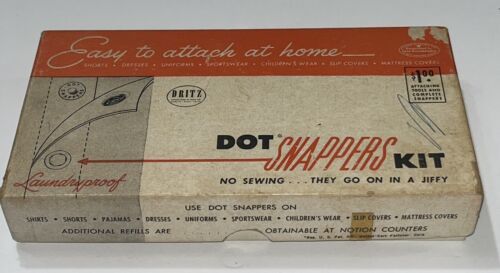 Easy to attach at home
SHORTS • DRESSES • UNIFORMS • SPORTSWEAR • CHILDREN'S WEAR • SLIP COVERS • MATTRESS COVERS
$1.00
ATTACHING
TOOLS AND
COMPLETE
SNAPPERS
DOT
SNAPPER
DRITZ
DOT SNAPPERS KIT
Laundryproof
NO SEWING . . . THEY GO ON IN A JIFFY
USE DOT SNAPPERS ON
SHIRTS • SHORTS • PAJAMAS • DRESSES • UNIFORMS • SPORTSWEAR • CHILDREN'S WEAR • SLIP COVERS • MATTRESS COVERS
ADDITIONAL REFILLS ARE OBTAINABLE AT NOTION COUNTERS